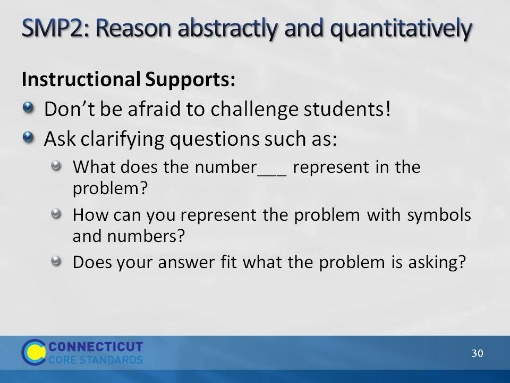 SMP2: Reason abstractly and quantitatively
Instructional Supports:
Don't be afraid to challenge students!
Ask clarifying questions such as:
What does the number___ represent in the
problem?
How can you represent the problem with symbols
and numbers?
Does your answer fit what the problem is asking?
CONNECTICUT
CORE STANDARDS
30